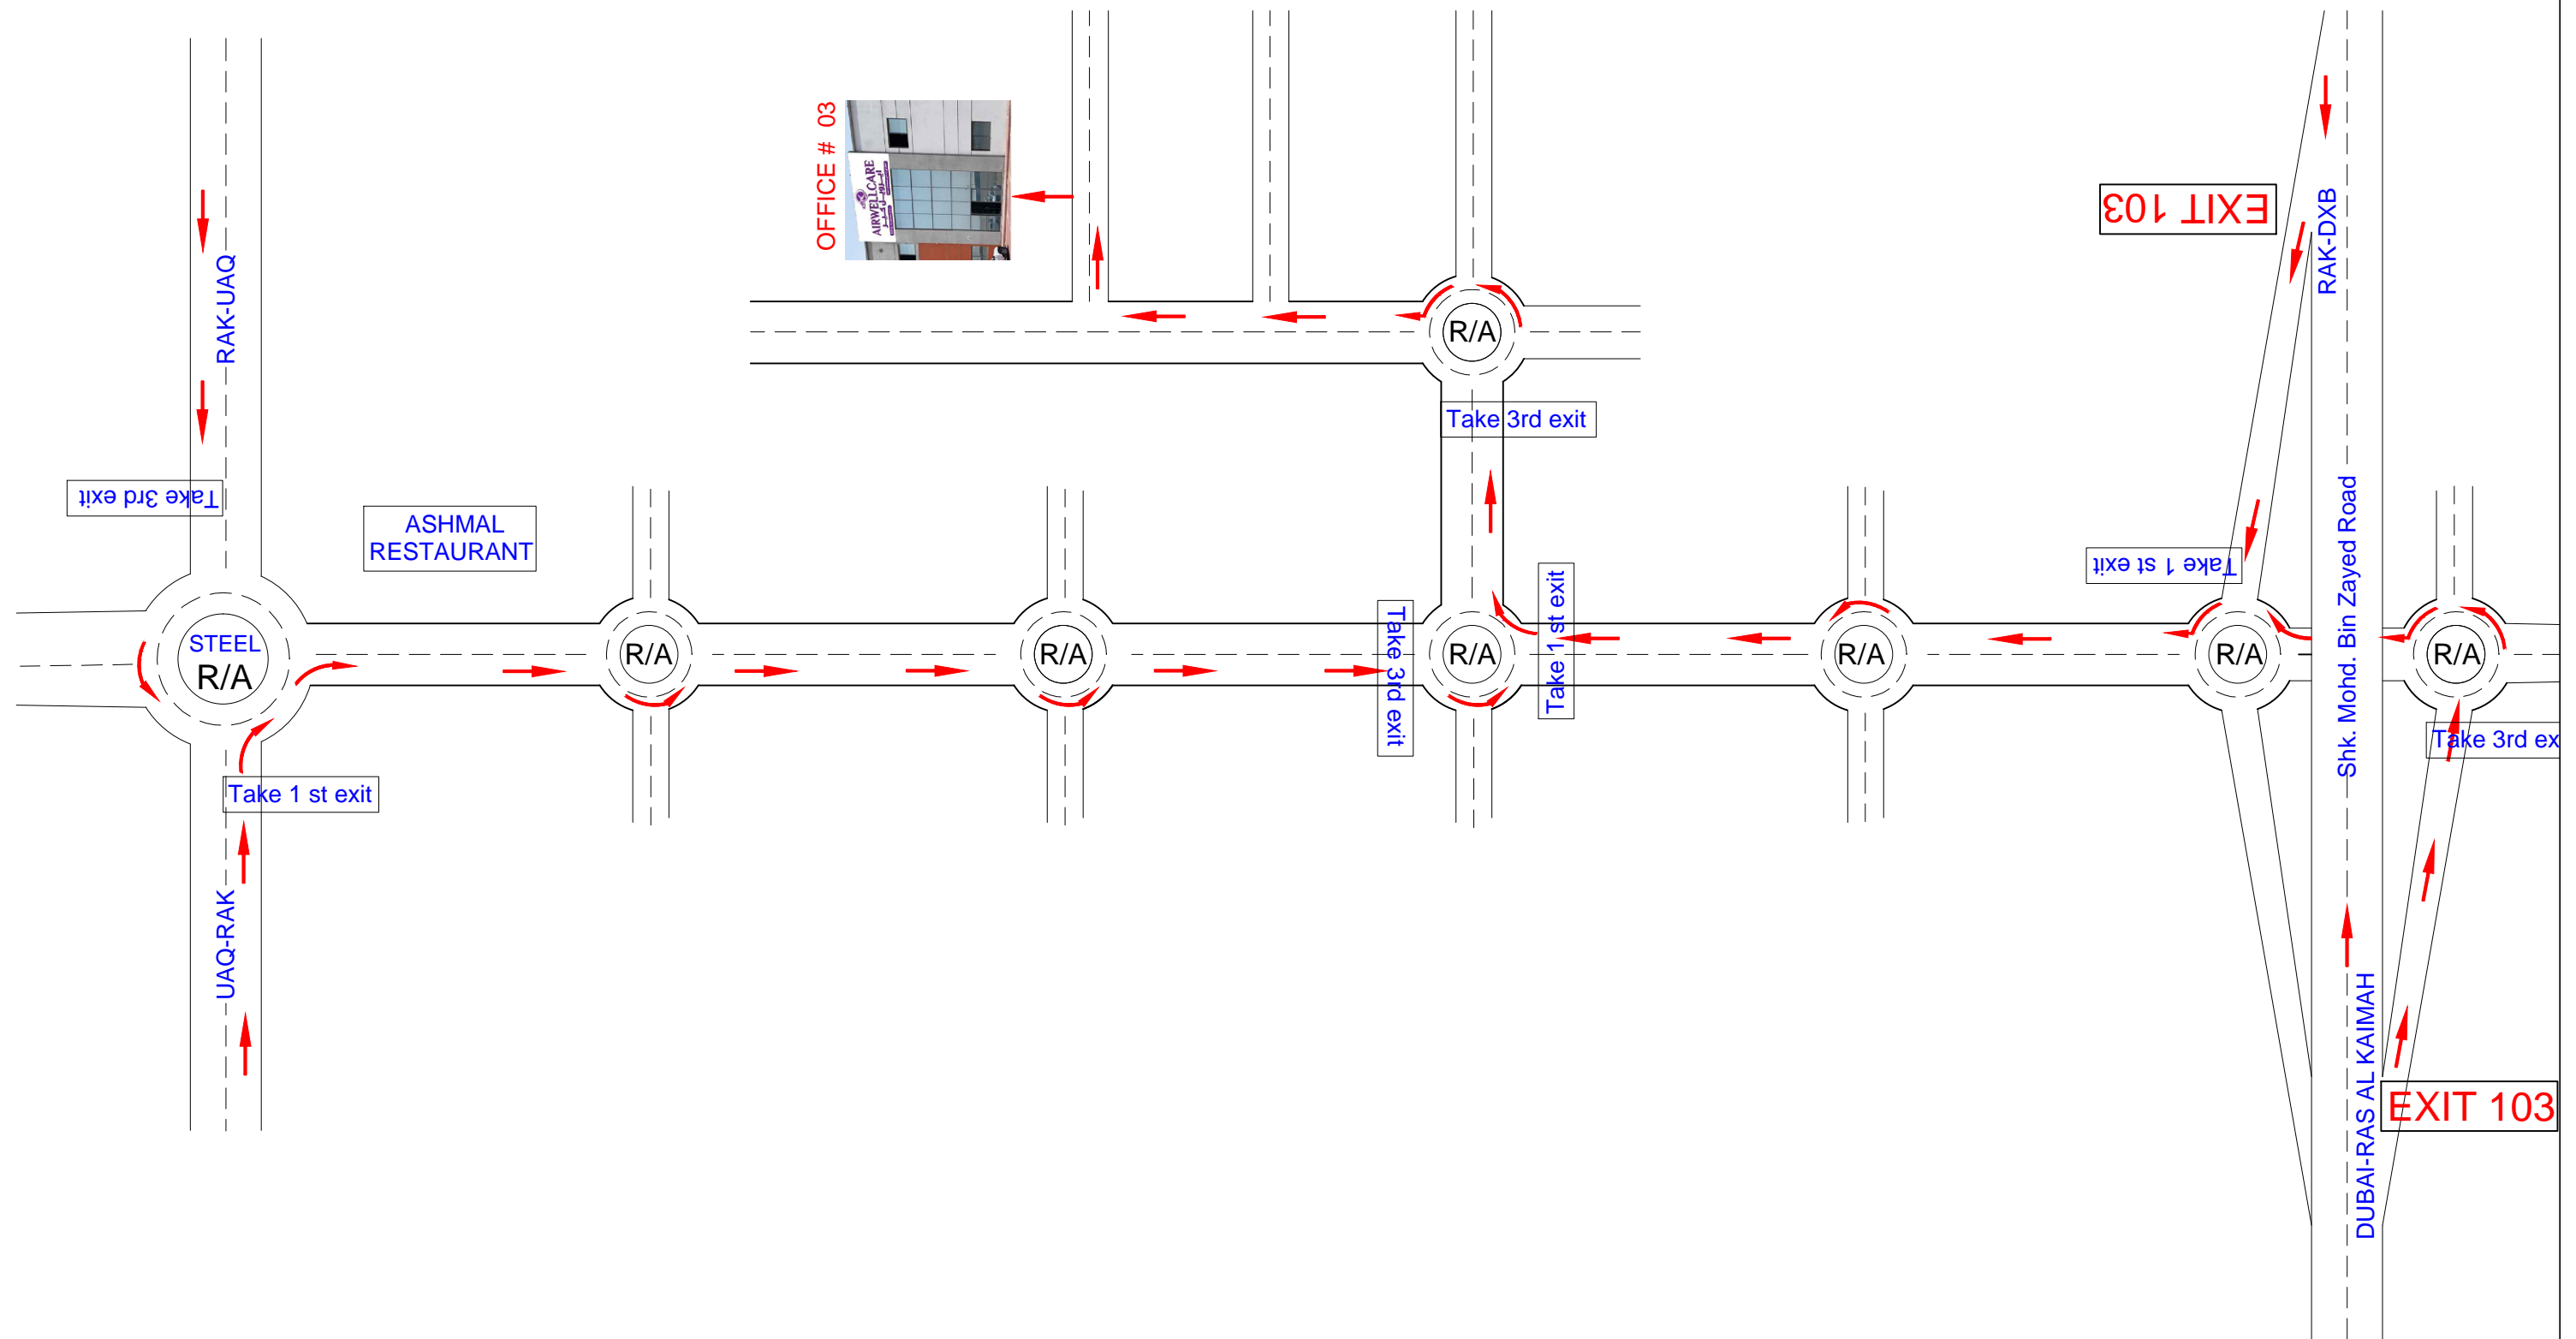 OFFICE # 03
AIRWELLCARE
EXIT 103
RAK-DXB
RAK-UAQ
R/A
Take 3rd exit
Take 3rd exit
ASHMAL
RESTAURANT
Take 1 st exit
STEEL
R/A
R/A
R/A
Take 3rd exit
R/A
Take 1 st exit
R/A
R/A
Shk. Mohd. Bin Zayed Road
R/A
Take 3rd ex
Take 1 st exit
UAQ-RAK
DUBAI-RAS AL KAIMAH
EXIT 103